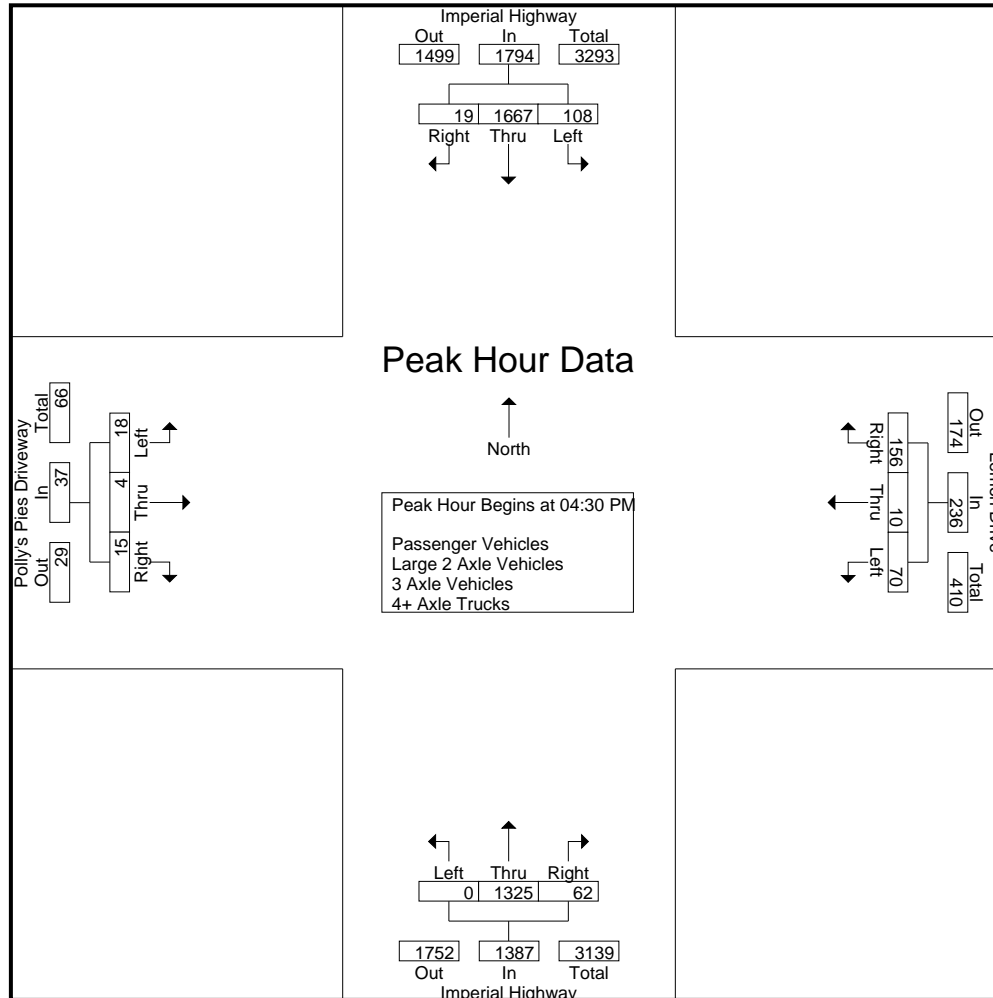 Imperial Highway
Out In Total
1499 1794 3293
19 1667 108
Right Thru Left
Peak Hour Data
North
Peak Hour Begins at 04:30 PM
Passenger Vehicles
Large 2 Axle Vehicles
3 Axle Vehicles
4+ Axle Trucks
Polly's Pies Driveway
Out In Total
29 37 66
15 4 18
Right Thru Left
Drive
Out In Total
174 236 410
156 10 70
Right Thru Left
Left Thru Right
0 1325 62
1752 1387 3139
Out In Total
Imperial Highway